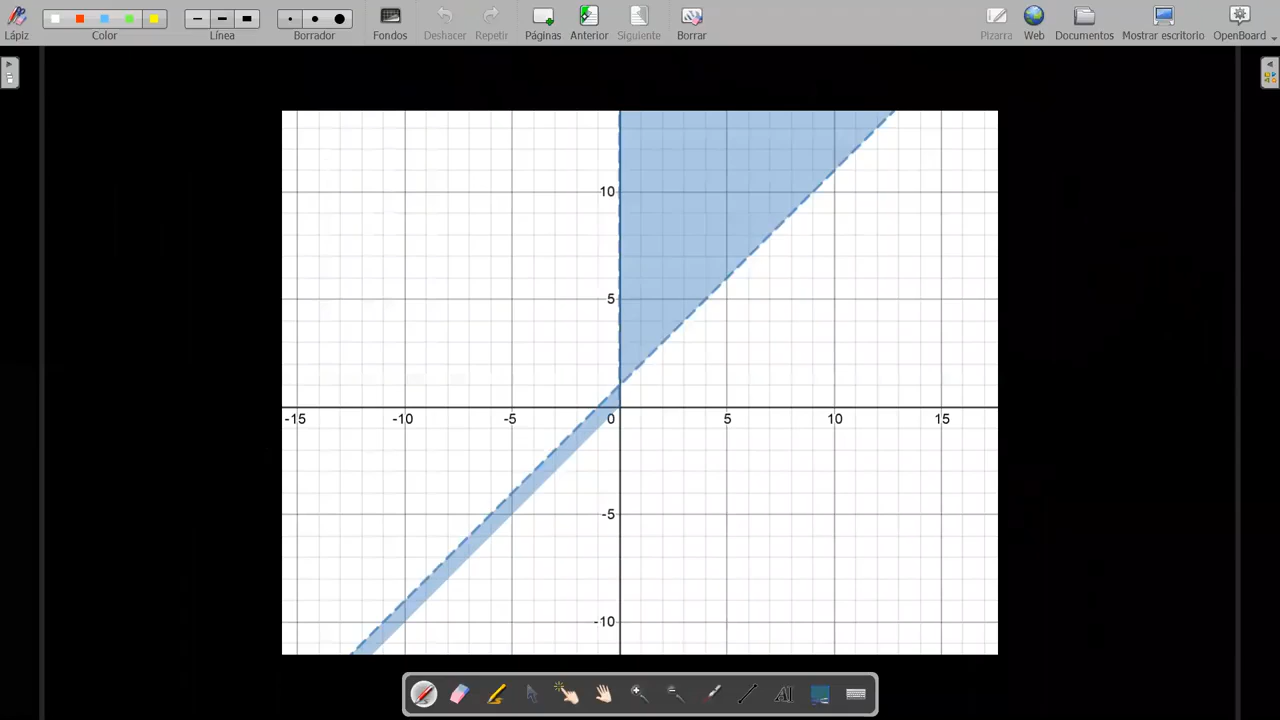 Lápiz Color Línea Borrador Fondos Deshacer Repetir Páginas Anterior Siguiente Borrar Pizarra Web Documentos Mostrar escritorio OpenBoard
10
5
-15 -10 -5 0 5 10 15
-5
-10
AI